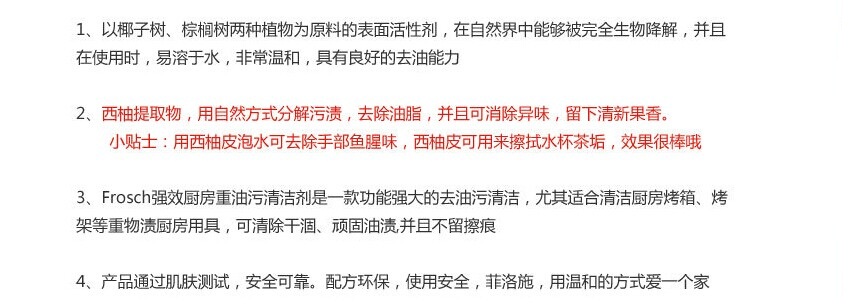 1、以椰子树、棕榈树两种植物为原料的表面活性剂，在自然界中能够被完全生物降解，并且
在使用时，易溶于水，非常温和，具有良好的去油能力
2、西柚提取物，用自然方式分解污渍，去除油脂，并且可消除异味，留下清新果香。
小贴士：用西柚皮泡水可去除手部鱼腥味，西柚皮可用来擦拭水杯茶垢，效果很棒哦
3、Frosch强效厨房重油污清洁剂是一款功能强大的去油污清洁，尤其适合清洁厨房烤箱、烤
架等重物渍厨房用具，可清除干涸、顽固油渍,并且不留擦痕
4、产品通过肌肤测试，安全可靠。配方环保，使用安全，菲洛施，用温和的方式爱一个家